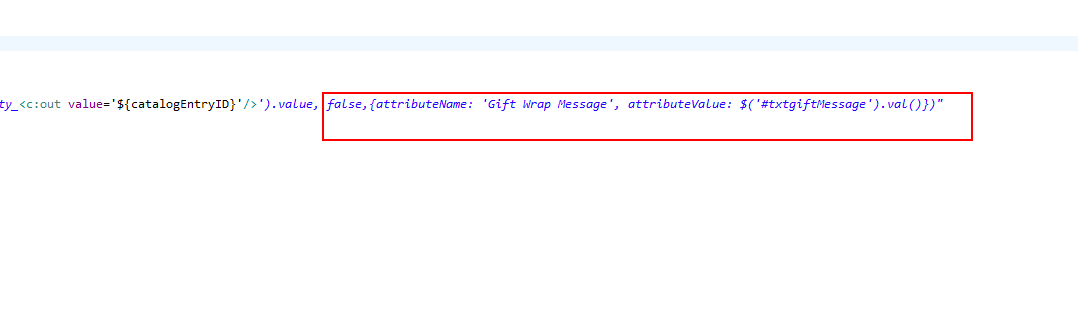 ty_<c:out value='${catalogEntryID}'/>').value, false,{attributeName: 'Gift Wrap Message', attributeValue: $('#txtgiftMessage').val()})"